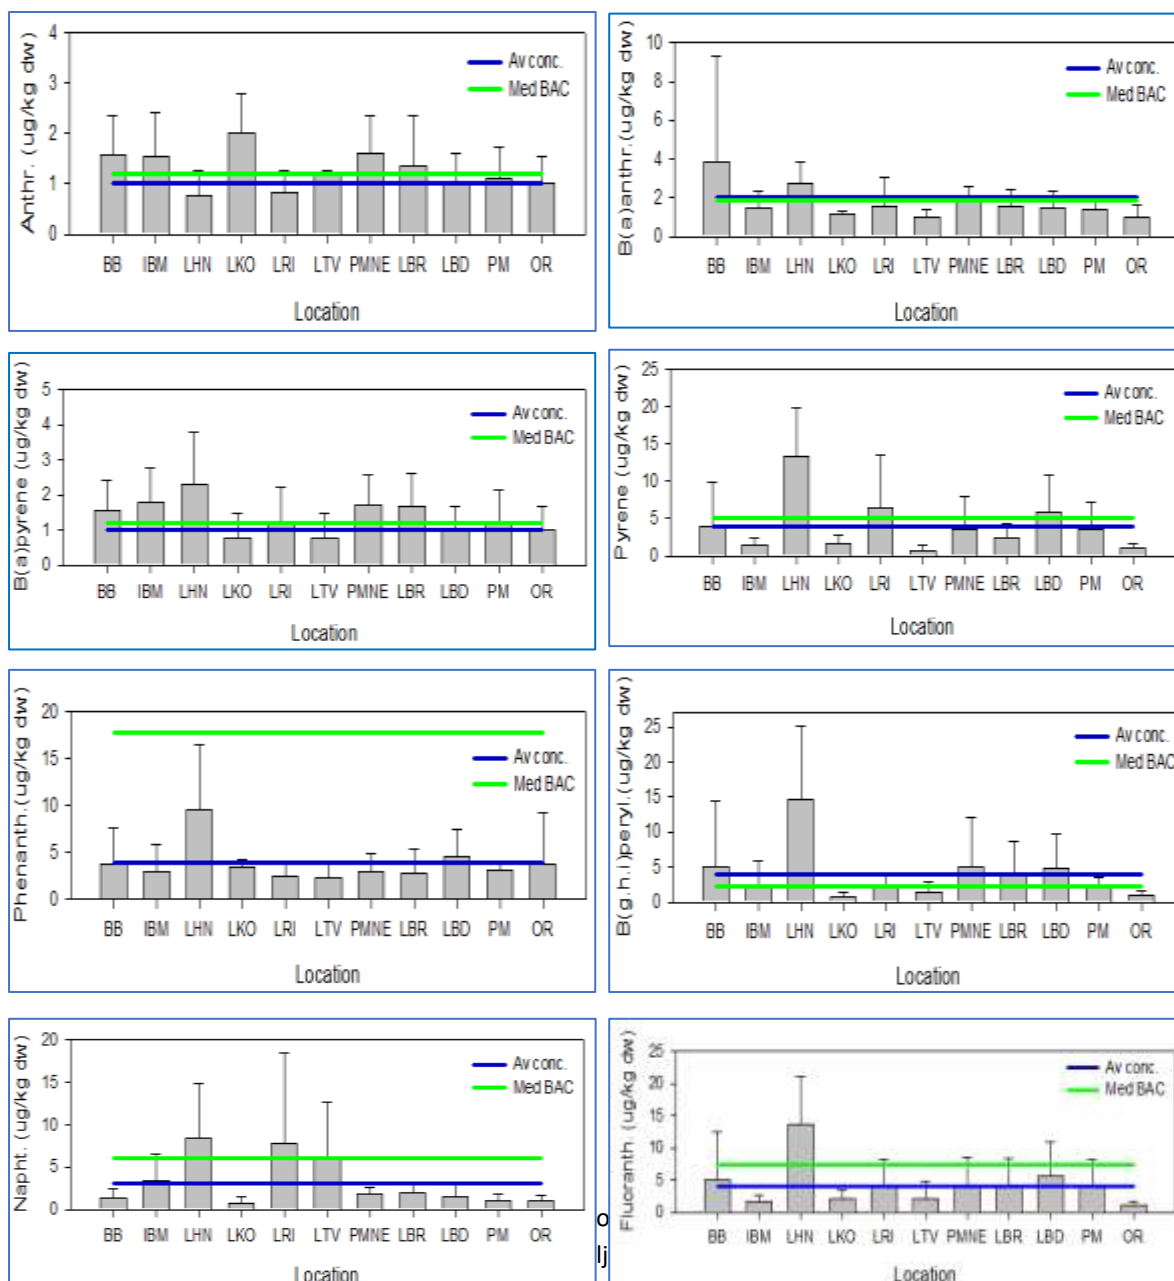 Anthr. (ug/kg dw)
4
3
2
1
0
Av conc.
Med BAC
BB IBM LHN LKO LRI LTV PMNE LBR LBD PM OR
Location
B(a)anthr.(ug/kg dw)
10
8
6
4
2
0
Av conc.
Med BAC
BB IBM LHN LKO LRI LTV PMNE LBR LBD PM OR
Location
B(a)pyrene (ug/kg dw)
5
4
3
2
1
0
Av conc.
Med BAC
BB IBM LHN LKO LRI LTV PMNE LBR LBD PM OR
Location
Pyrene (ug/kg dw)
25
20
15
10
5
0
Av conc.
Med BAC
BB IBM LHN LKO LRI LTV PMNE LBR LBD PM OR
Location
Phenanth.(ug/kg dw)
20
15
10
5
0
Av conc.
Med BAC
BB IBM LHN LKO LRI LTV PMNE LBR LBD PM OR
Location
B(g.h.i)peryl.(ug/kg dw)
25
20
15
10
5
0
Av conc.
Med BAC
BB IBM LHN LKO LRI LTV PMNE LBR LBD PM OR
Location
Napht. (ug/kg dw)
20
15
10
5
0
Av conc.
Med BAC
BB IBM LHN LKO LRI LTV PMNE LBR LBD PM OR
Location
o
lj
Fluoranth. (ug/kg dw)
25
20
15
10
5
0
Av conc.
Med BAC
BB IBM LHN LKO LRI LTV PMNE LBR LBD PM OR
Location